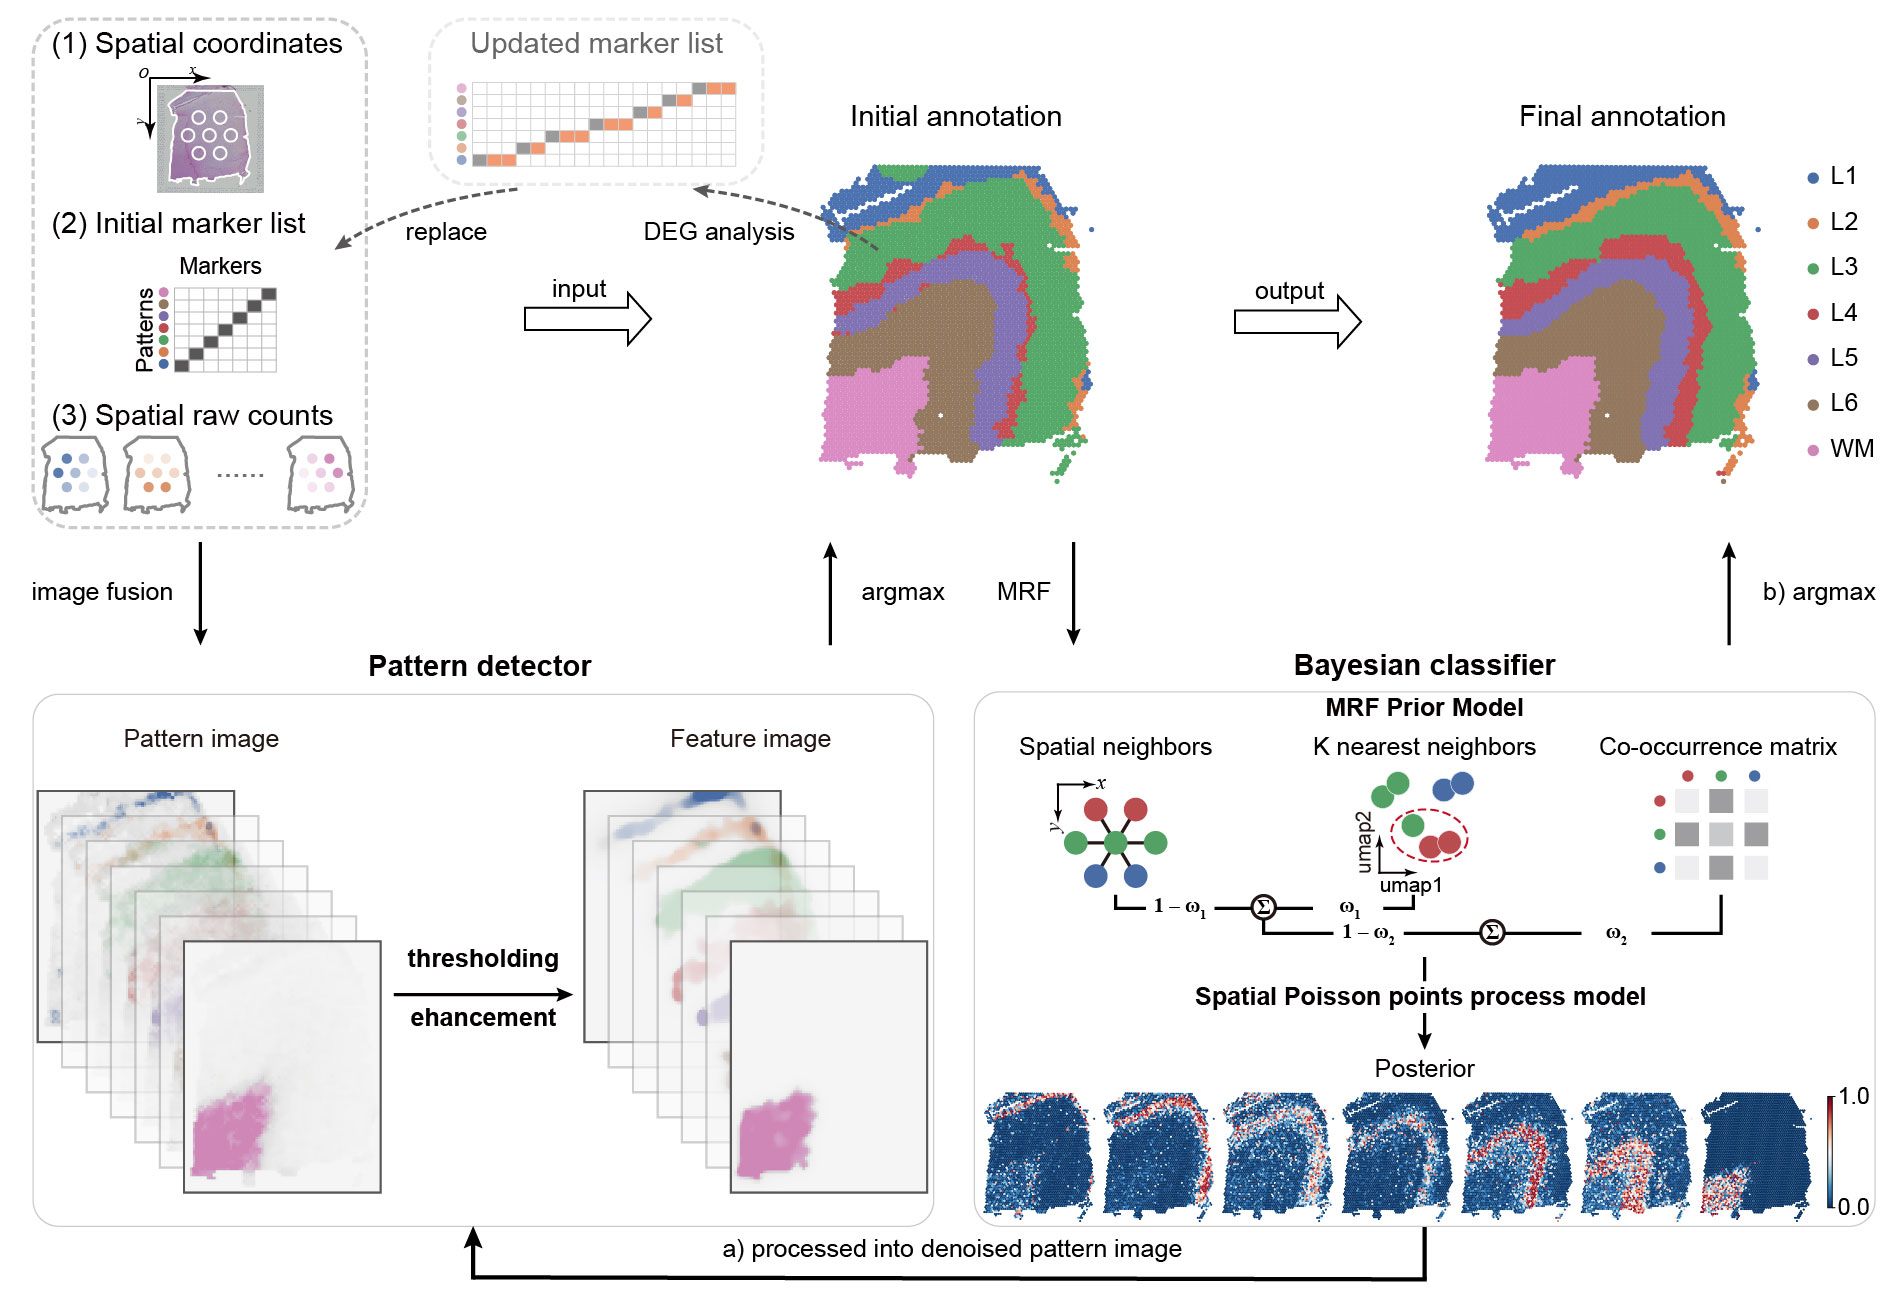 (1) Spatial coordinates
o
x
y
(2) Initial marker list
Markers
Patterns
(3) Spatial raw counts
......
Updated marker list
replace
DEG analysis
input
Initial annotation
output
Final annotation
L1
L2
L3
L4
L5
L6
WM
image fusion
argmax
MRF
b) argmax
Pattern detector
Pattern image
Feature image
thresholding
ehancement
Bayesian classifier
MRF Prior Model
Spatial neighbors
K nearest neighbors
Co-occurrence matrix
x
y
umap2
umap1
1 – ω1
Σ
ω1
1 – ω2
Σ
ω2
Spatial Poisson points process model
Posterior
1.0
0.0
a) processed into denoised pattern image